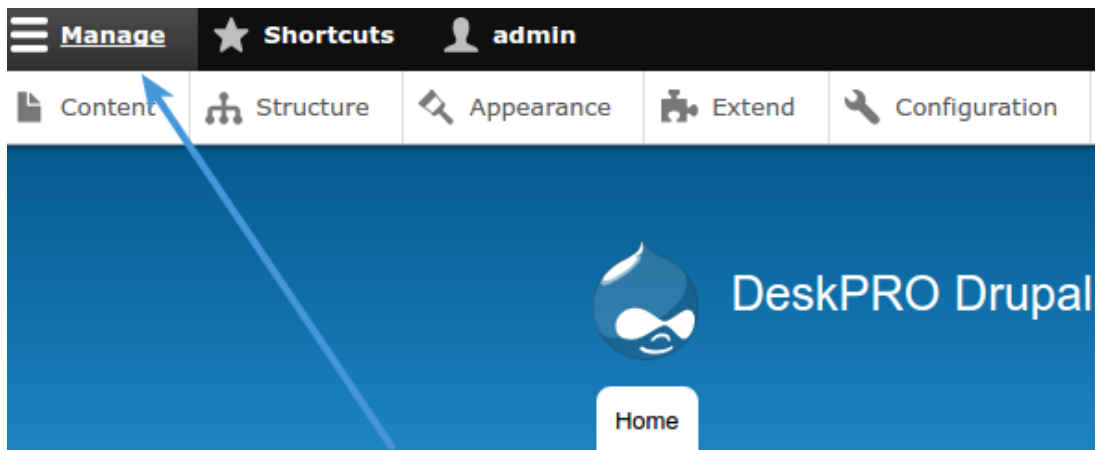 Manage Shortcuts admin
Content Structure Appearance Extend Configuration
DeskPRO Drupal
Home